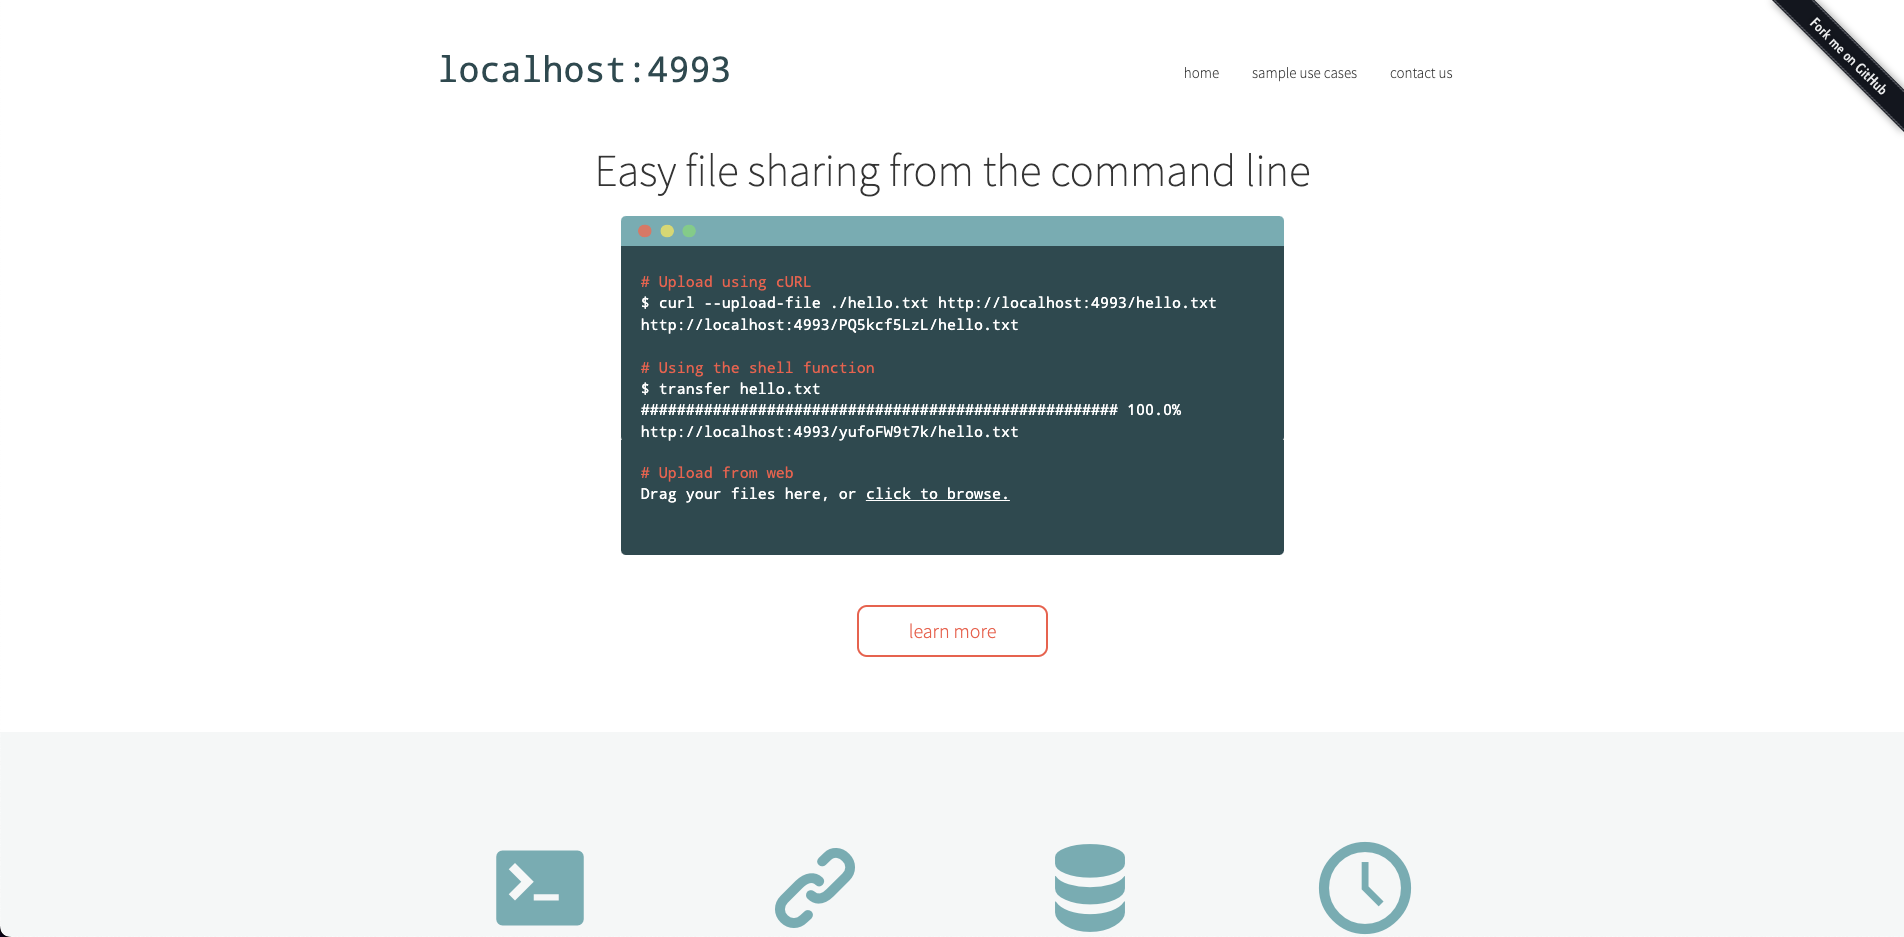 localhost:4993
home sample use cases contact us
Fork me on GitHub
Easy file sharing from the command line
# Upload using cURL
$ curl --upload-file ./hello.txt http://localhost:4993/hello.txt
http://localhost:4993/PQ5kcf5LzL/hello.txt
# Using the shell function
$ transfer hello.txt
##################################################### 100.0%
http://localhost:4993/yufoFW9t7k/hello.txt
# Upload from web
Drag your files here, or click to browse.
learn more